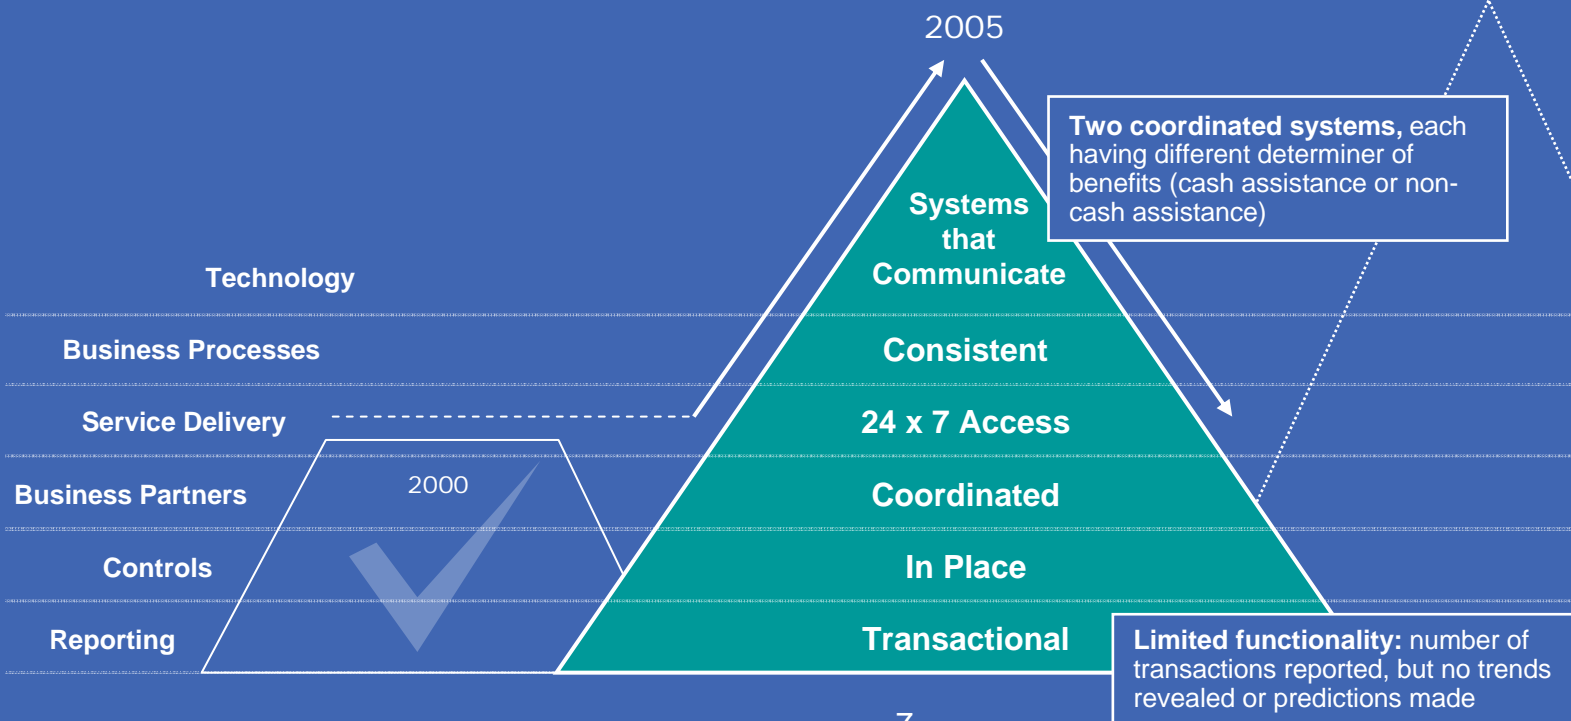 2005
Two coordinated systems, each
having different determiner of
benefits (cash assistance or non-
cash assistance)
Systems
that
Communicate
Technology
Business Processes
Consistent
Service Delivery
24 x 7 Access
Business Partners
2000
Coordinated
Controls
In Place
Reporting
Transactional
Limited functionality: number of
transactions reported, but no trends
revealed or predictions made